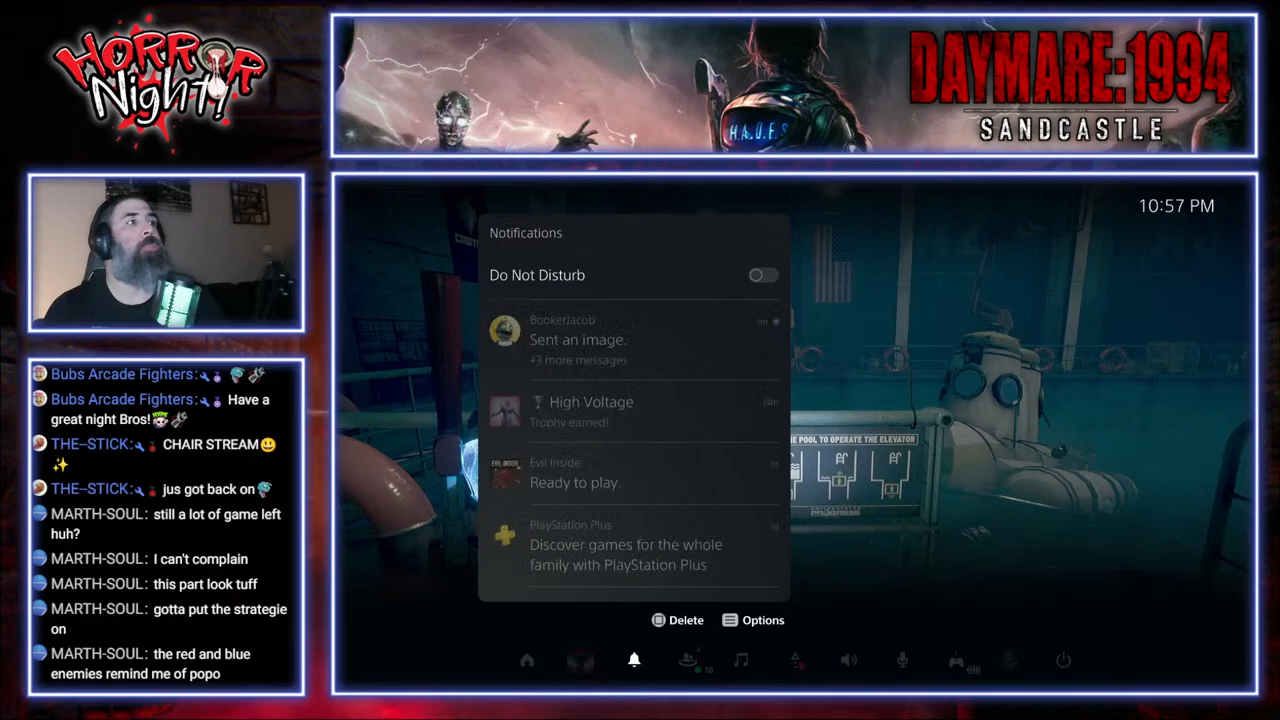 HORROR
Night!
H.A.D.E.S
DAYMARE:1994
SANDCASTLE
10:57 PM
Notifications
Do Not Disturb
BookerJacob
Sent an image.
+3 more messages
High Voltage
Trophy earned!
14m
EVIL INSIDE
Evil Inside
Ready to play.
PlayStation Plus
Discover games for the whole
family with PlayStation Plus
Delete
Options
18
THE POOL TO OPERATE THE ELEVATOR
PROGRESS
Bubs Arcade Fighters:
Bubs Arcade Fighters: Have a
great night Bros!
THE--STICK: CHAIR STREAM
THE--STICK: jus got back on
MARTH-SOUL: still a lot of game left
huh?
MARTH-SOUL: I can't complain
MARTH-SOUL: this part look tuff
MARTH-SOUL: gotta put the strategie
on
MARTH-SOUL: the red and blue
enemies remind me of popo